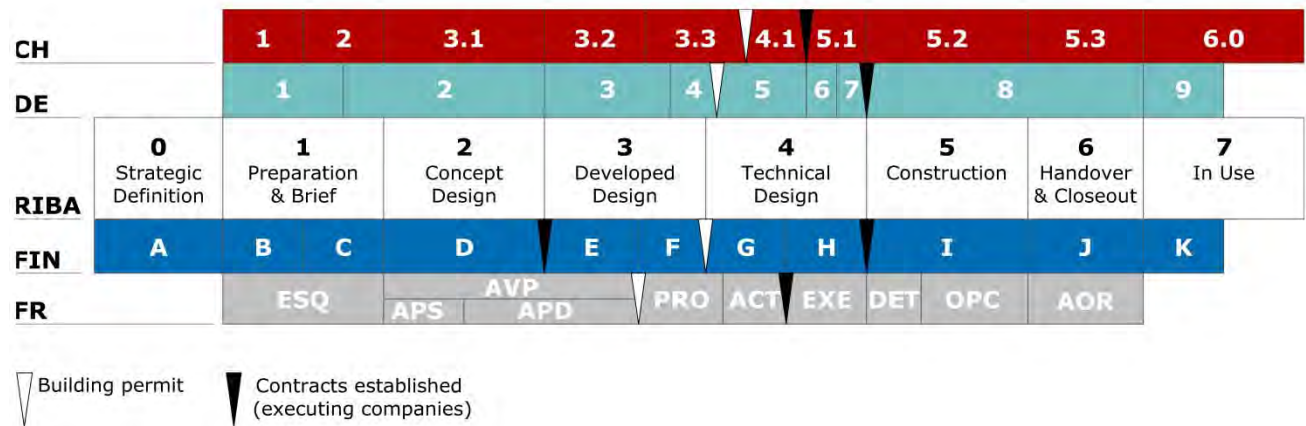 CH 1 2 3.1 3.2 3.3 4.1 5.1 5.2 5.3 6.0
DE 1 2 3 4 5 6 7 8 9
0 1 2 3 4 5 6 7
Strategic Preparation Concept Developed Technical Construction Handover In Use
Definition & Brief Design Design Design & Closeout
RIBA
FIN A B C D E F G H I J K
FR ESQ AVP PRO ACT EXE DET OPC AOR
APS APD
Building permit
Contracts established
(executing companies)